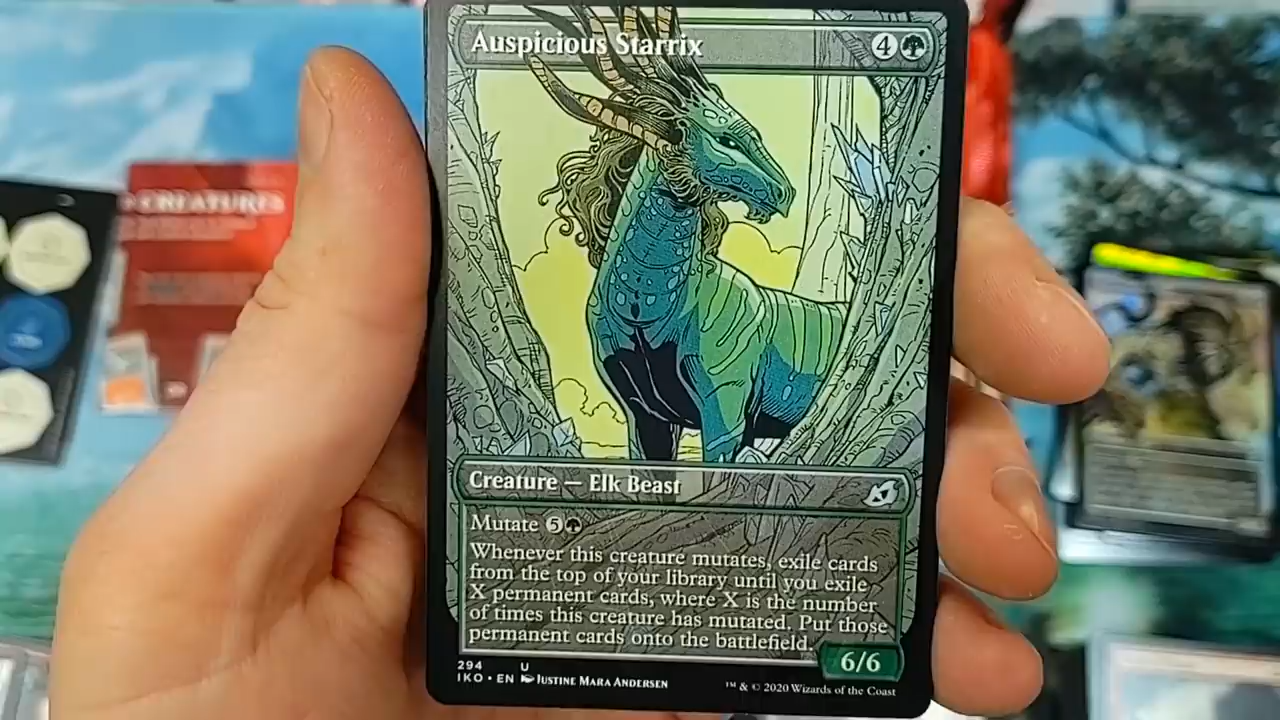 Auspicious Starrix 4
CREATURES
Creature — Elk Beast
Mutate 5
Whenever this creature mutates, exile cards
from the top of your library until you exile
X permanent cards, where X is the number
of times this creature has mutated. Put those
permanent cards onto the battlefield.
6/6
294 U
IKO • EN Justine Mara Andersen ™ & © 2020 Wizards of the Coast